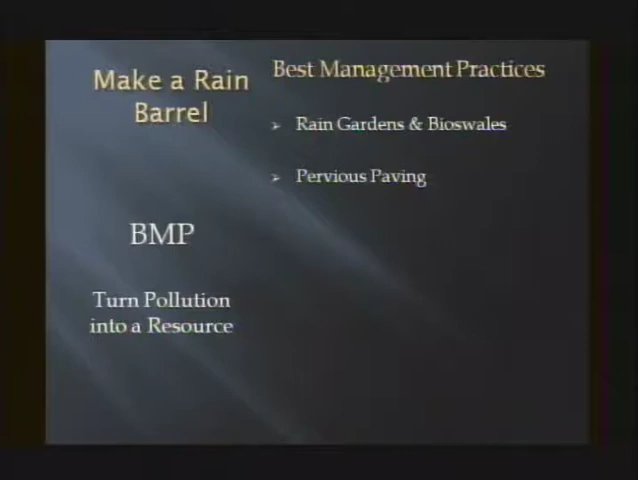 Make a Rain
Barrel
BMP
Turn Pollution
into a Resource
Best Management Practices
➢ Rain Gardens & Bioswales
➢ Pervious Paving